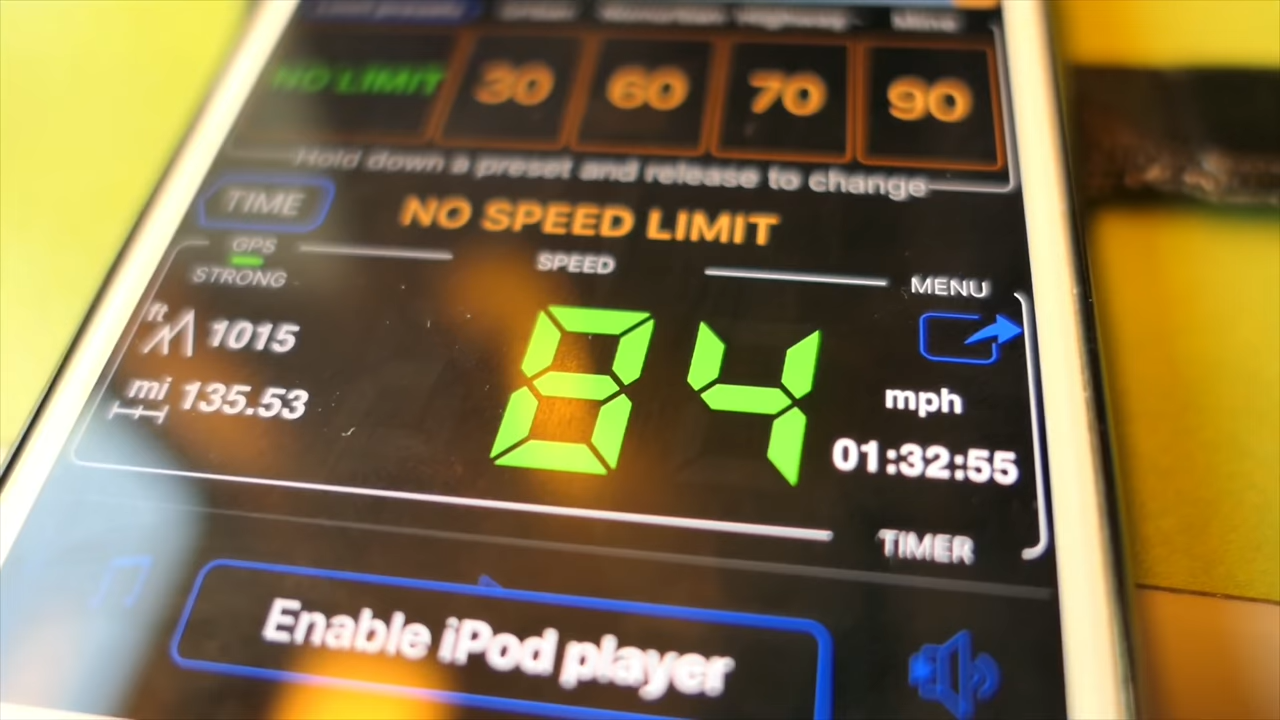 NO LIMIT 30 60 70 90
Hold down a preset and release to change
TIME NO SPEED LIMIT
GPS
STRONG
SPEED
MENU
ft 1015
84
mph
mi 135.53
01:32:55
TIMER
Enable iPod player